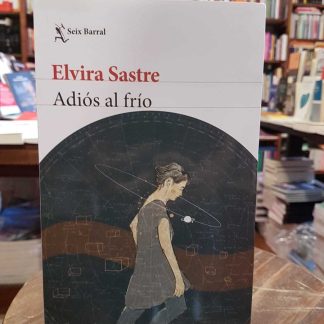 Seix Barral
Elvira Sastre
Adiós al frío